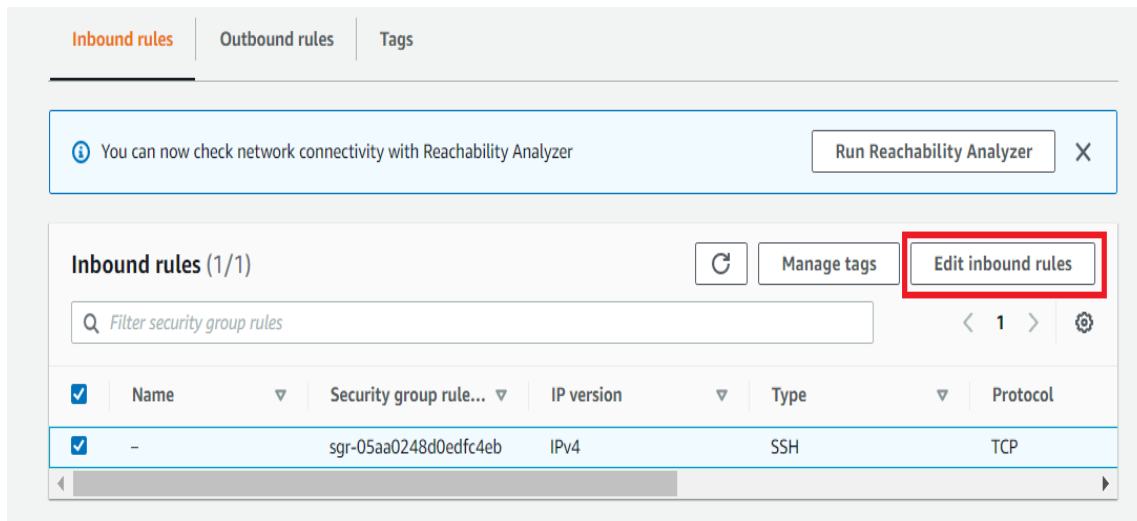 Inbound rules Outbound rules Tags
You can now check network connectivity with Reachability Analyzer Run Reachability Analyzer
Inbound rules (1/1) Manage tags Edit inbound rules
Filter security group rules 1
Name Security group rule... IP version Type Protocol
– sgr-05aa0248d0edfc4eb IPv4 SSH TCP